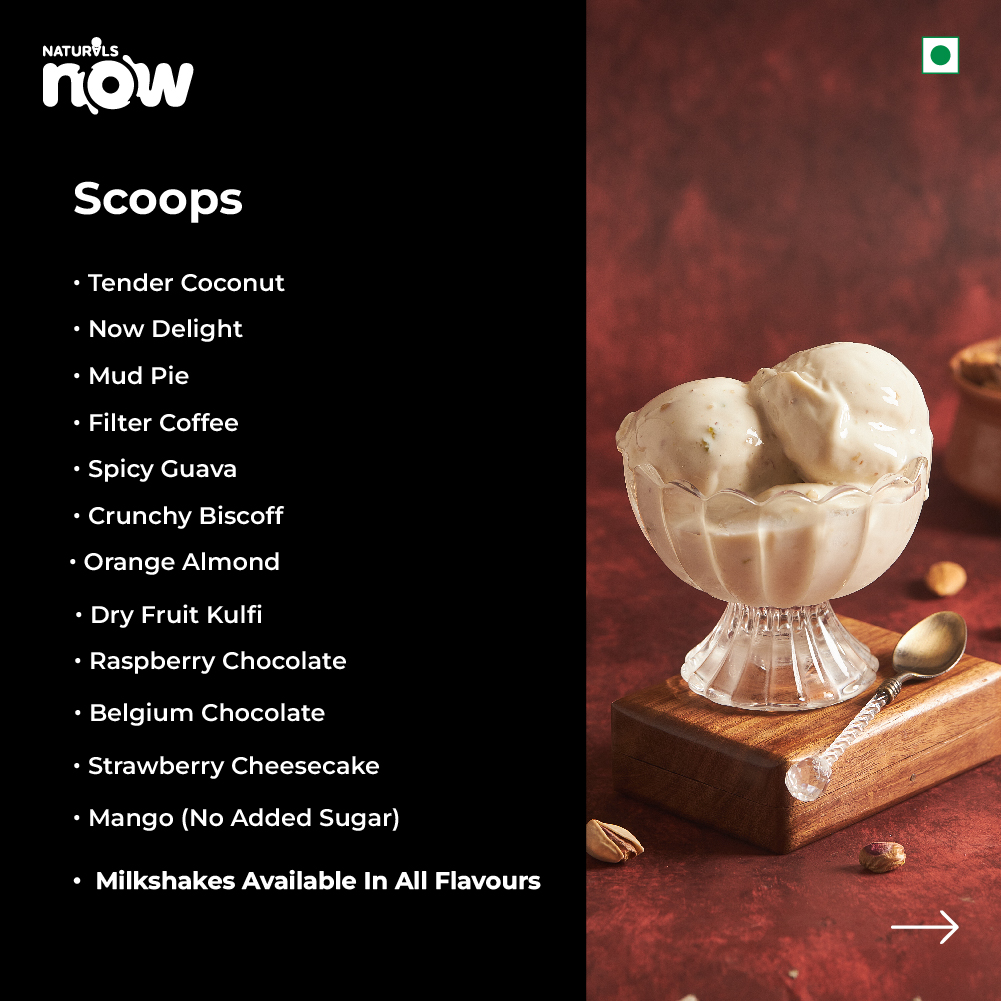 NATURALS
now
Scoops
• Tender Coconut
• Now Delight
• Mud Pie
• Filter Coffee
• Spicy Guava
• Crunchy Biscoff
• Orange Almond
• Dry Fruit Kulfi
• Raspberry Chocolate
• Belgium Chocolate
• Strawberry Cheesecake
• Mango (No Added Sugar)
• Milkshakes Available In All Flavours